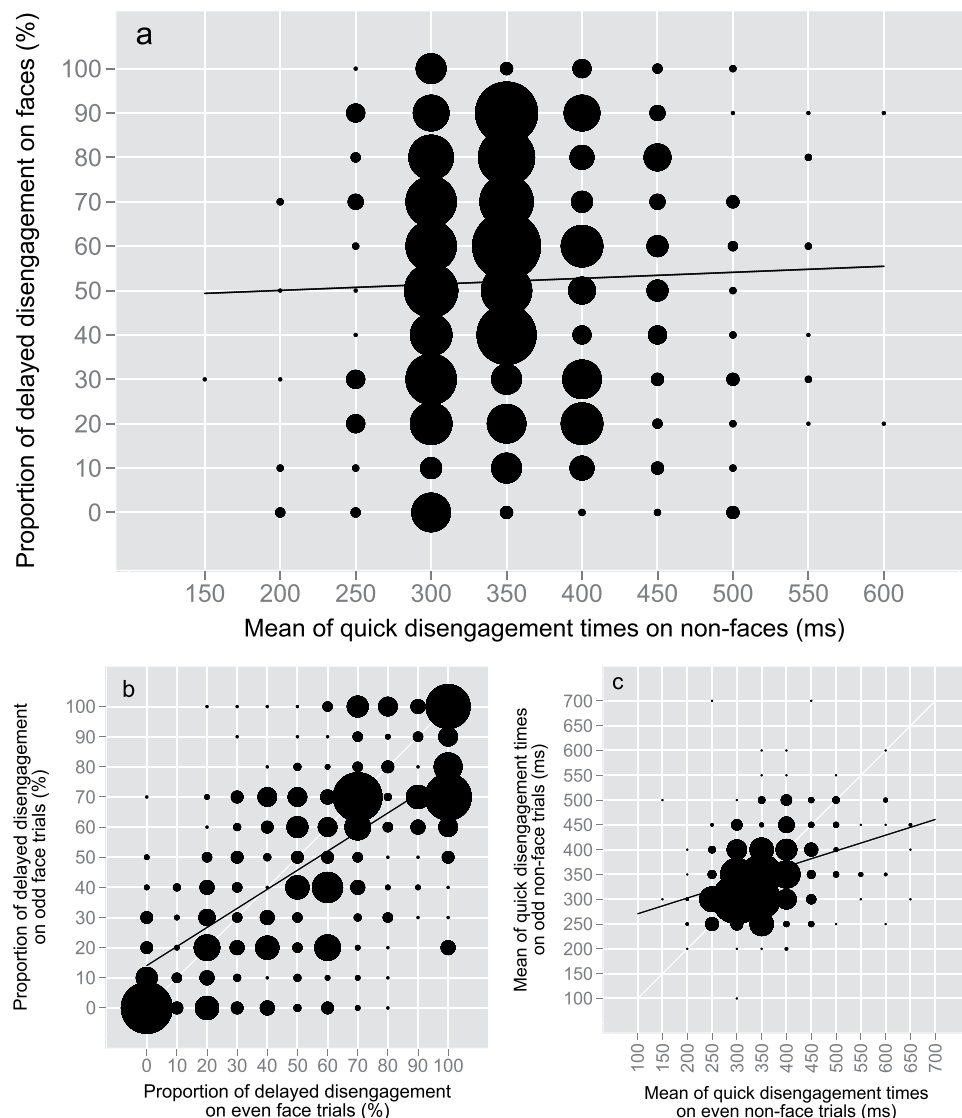 a
Proportion of delayed disengagement on faces (%)
100
90
80
70
60
50
40
30
20
10
0
150 200 250 300 350 400 450 500 550 600
Mean of quick disengagement times on non-faces (ms)
b
Proportion of delayed disengagement
on odd face trials (%)
100
90
80
70
60
50
40
30
20
10
0
0 10 20 30 40 50 60 70 80 90 100
Proportion of delayed disengagement
on even face trials (%)
c
Mean of quick disengagement times
on odd non-face trials (ms)
700
600
550
500
450
400
350
300
250
200
150
100
100 150 200 250 300 350 400 450 500 550 600 650 700
Mean of quick disengagement times
on even non-face trials (ms)